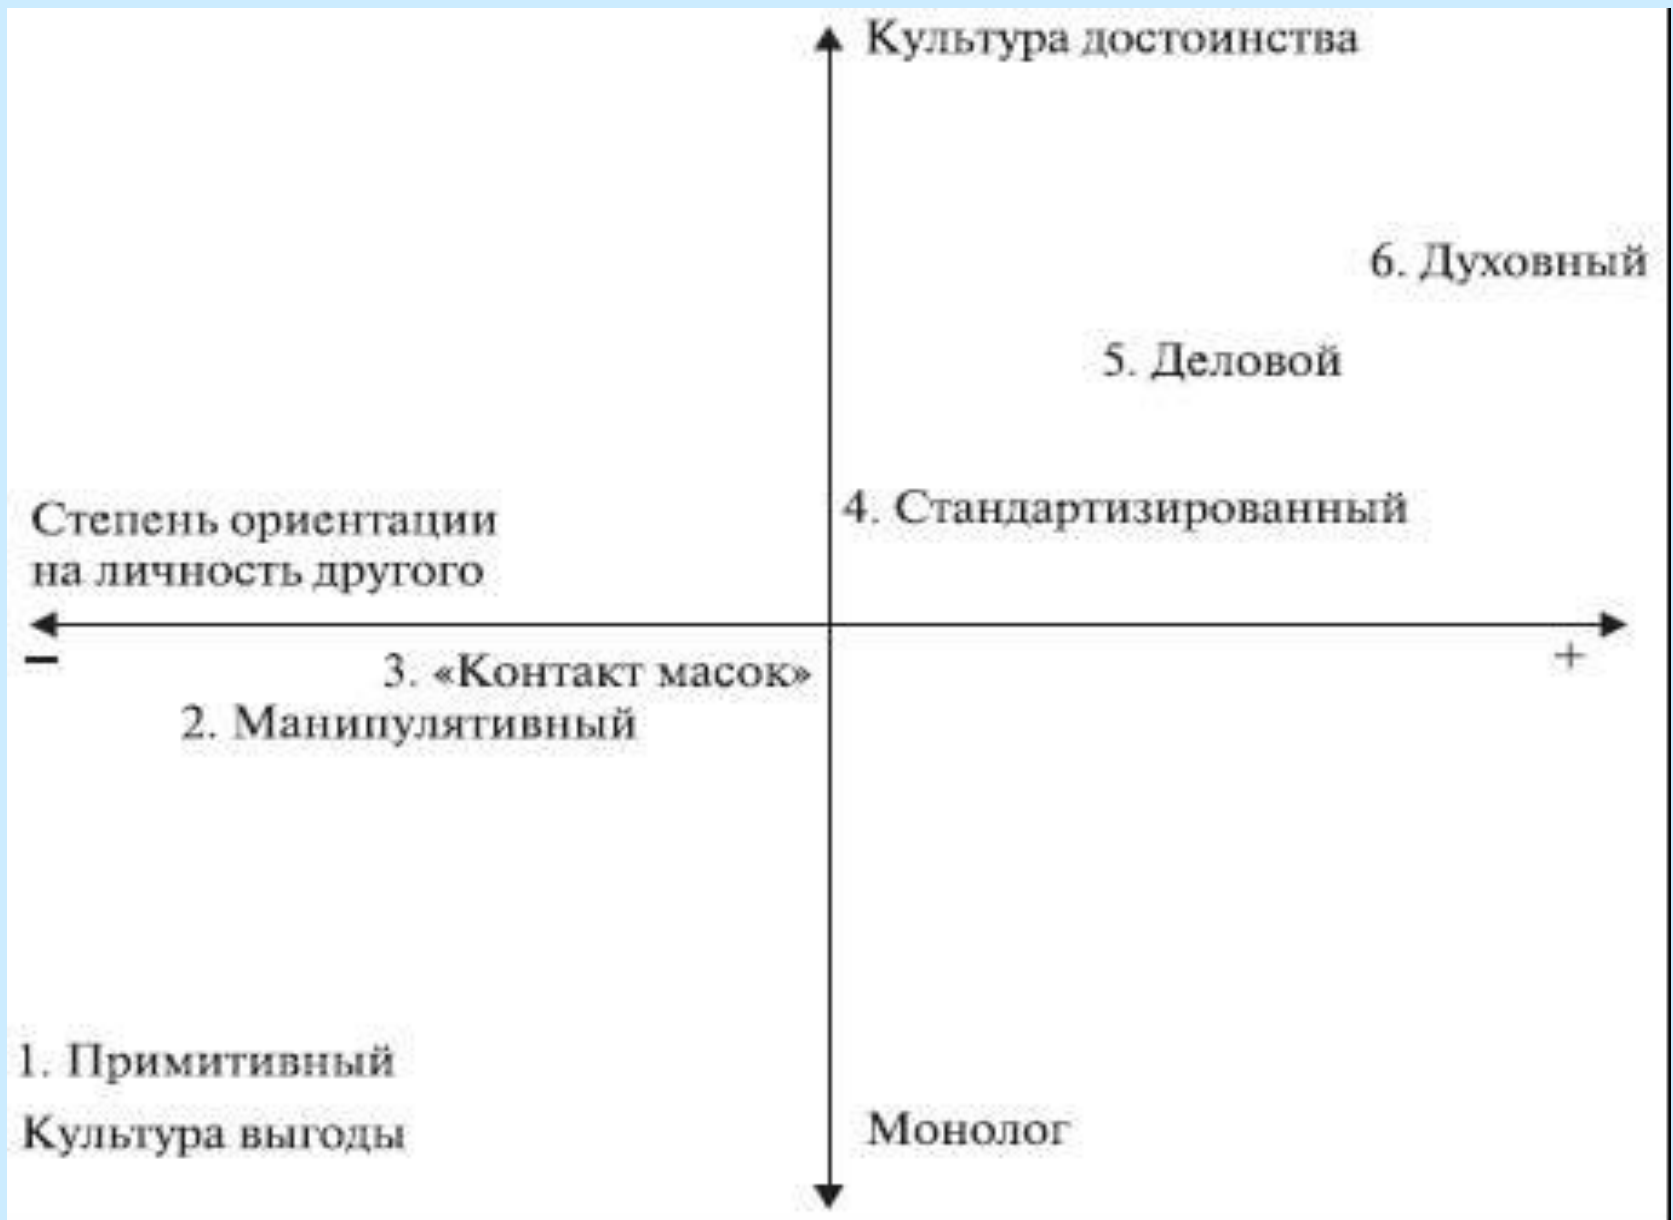 Культура достоинства
6. Духовный
5. Деловой
4. Стандартизированный
Степень ориентации
на личность другого
– +
3. «Контакт масок»
2. Манипулятивный
1. Примитивный
Культура выгоды
Монолог